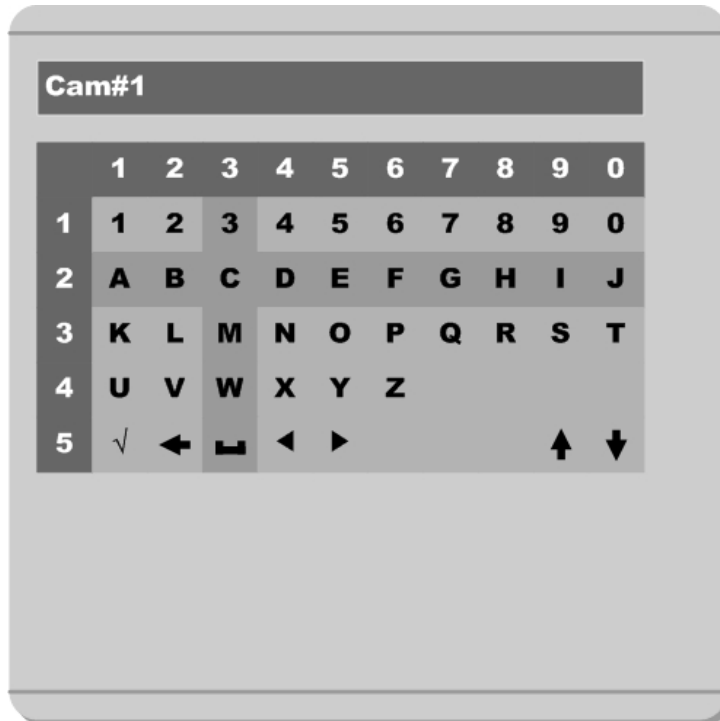 Cam#1
1 2 3 4 5 6 7 8 9 0
1 1 2 3 4 5 6 7 8 9 0
2 A B C D E F G H I J
3 K L M N O P Q R S T
4 U V W X Y Z
5 √